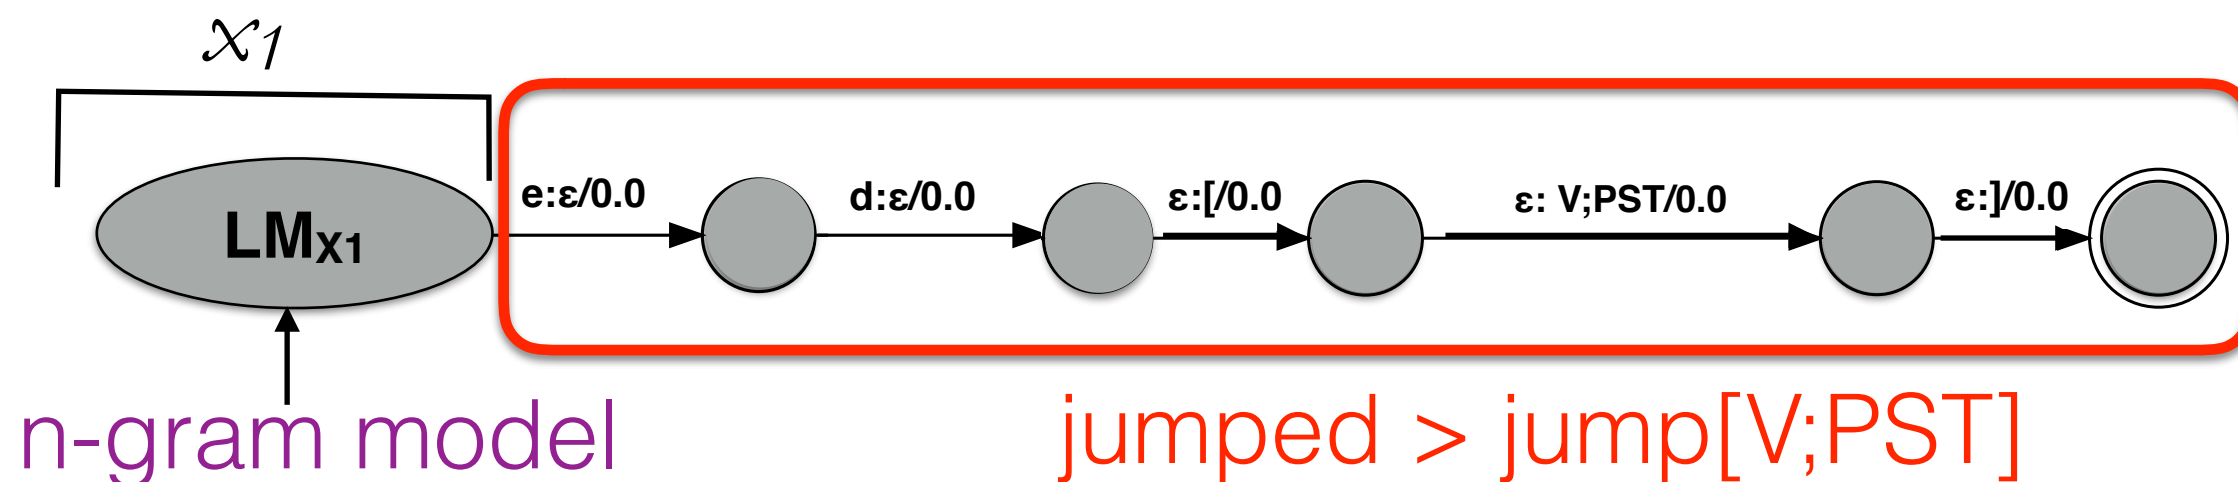 x1
e:ε/0.0 d:ε/0.0 ε:[/0.0 ε: V;PST/0.0 ε:]/0.0
LMX1
n-gram model jumped > jump[V;PST]